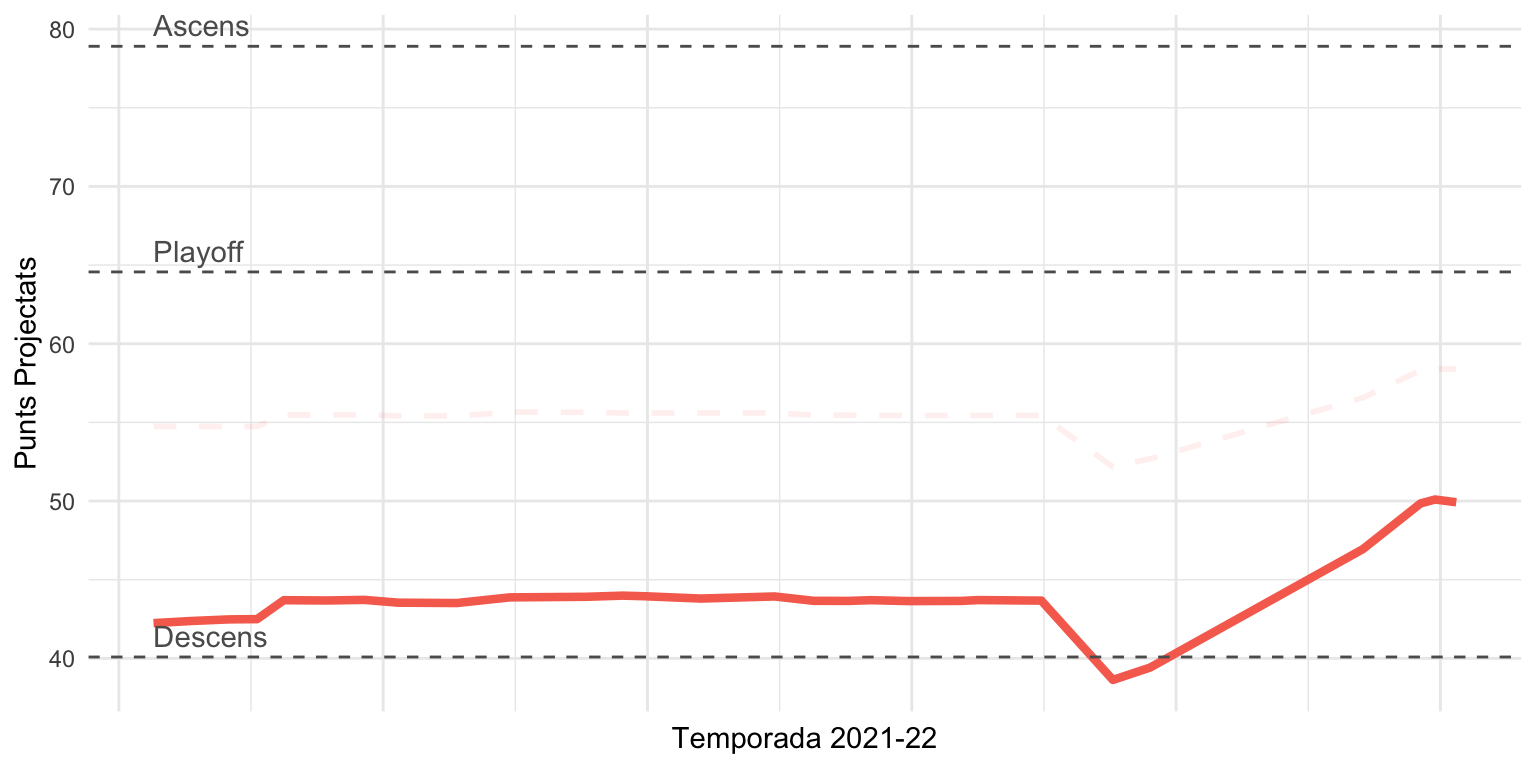 80
Ascens
70
Playoff
60
50
Descens
40
Punts Projectats
Temporada 2021-22